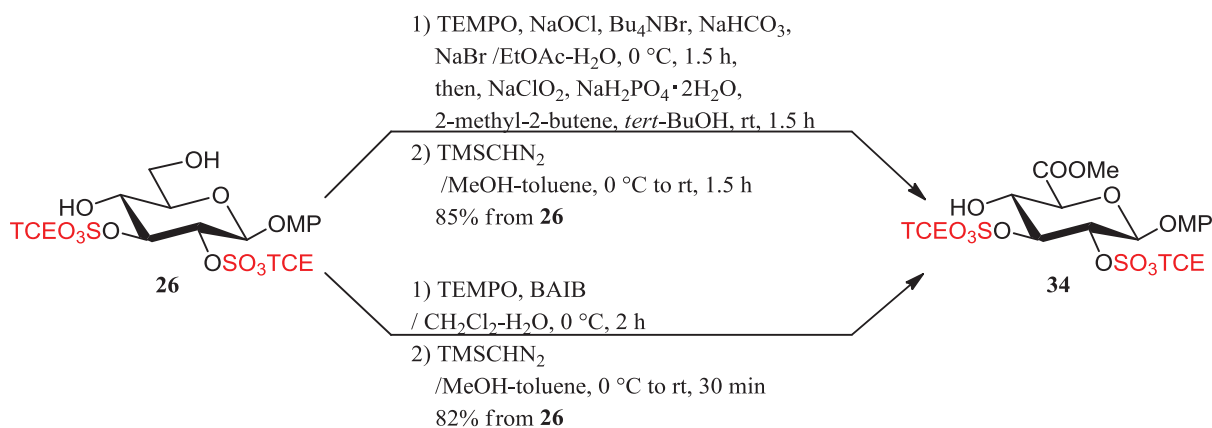 1) TEMPO, NaOCl, Bu₄NBr, NaHCO₃,
NaBr /EtOAc-H₂O, 0 °C, 1.5 h,
then, NaClO₂, NaH₂PO₄·2H₂O,
2-methyl-2-butene, tert-BuOH, rt, 1.5 h
2) TMSCHN₂
/MeOH-toluene, 0 °C to rt, 1.5 h
85% from 26
OH
HO
O
TCEO₃SO
OMP
OSO₃TCE
26
COOMe
HO
O
TCEO₃SO
OMP
OSO₃TCE
34
1) TEMPO, BAIB
/ CH₂Cl₂-H₂O, 0 °C, 2 h
2) TMSCHN₂
/MeOH-toluene, 0 °C to rt, 30 min
82% from 26